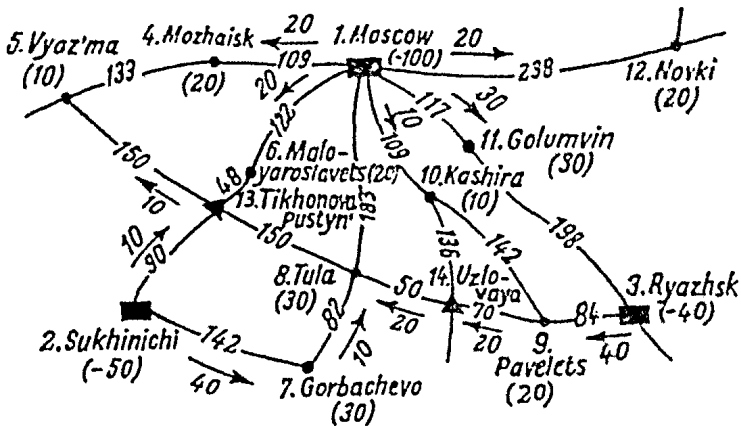 5. Vyaz'ma
(10)
133
4. Mozhaisk
(20)
20
109
1. Moscow
(-100)
20
238
12. Novki
(20)
20
122
10
109
117
30
11. Golumvin
(30)
6. Malo-
yaroslavets (20)
183
10. Kashira
(10)
150
10
48
13. Tikhonova
Pustyn'
150
10
90
136
142
198
8. Tula
(30)
50
20
14. Uzlo-
vaya
70
20
84
40
3. Ryazhsk
(-40)
2. Sukhinichi
(-50)
142
40
82
10
7. Gorbachevo
(30)
9.
Pavelets
(20)